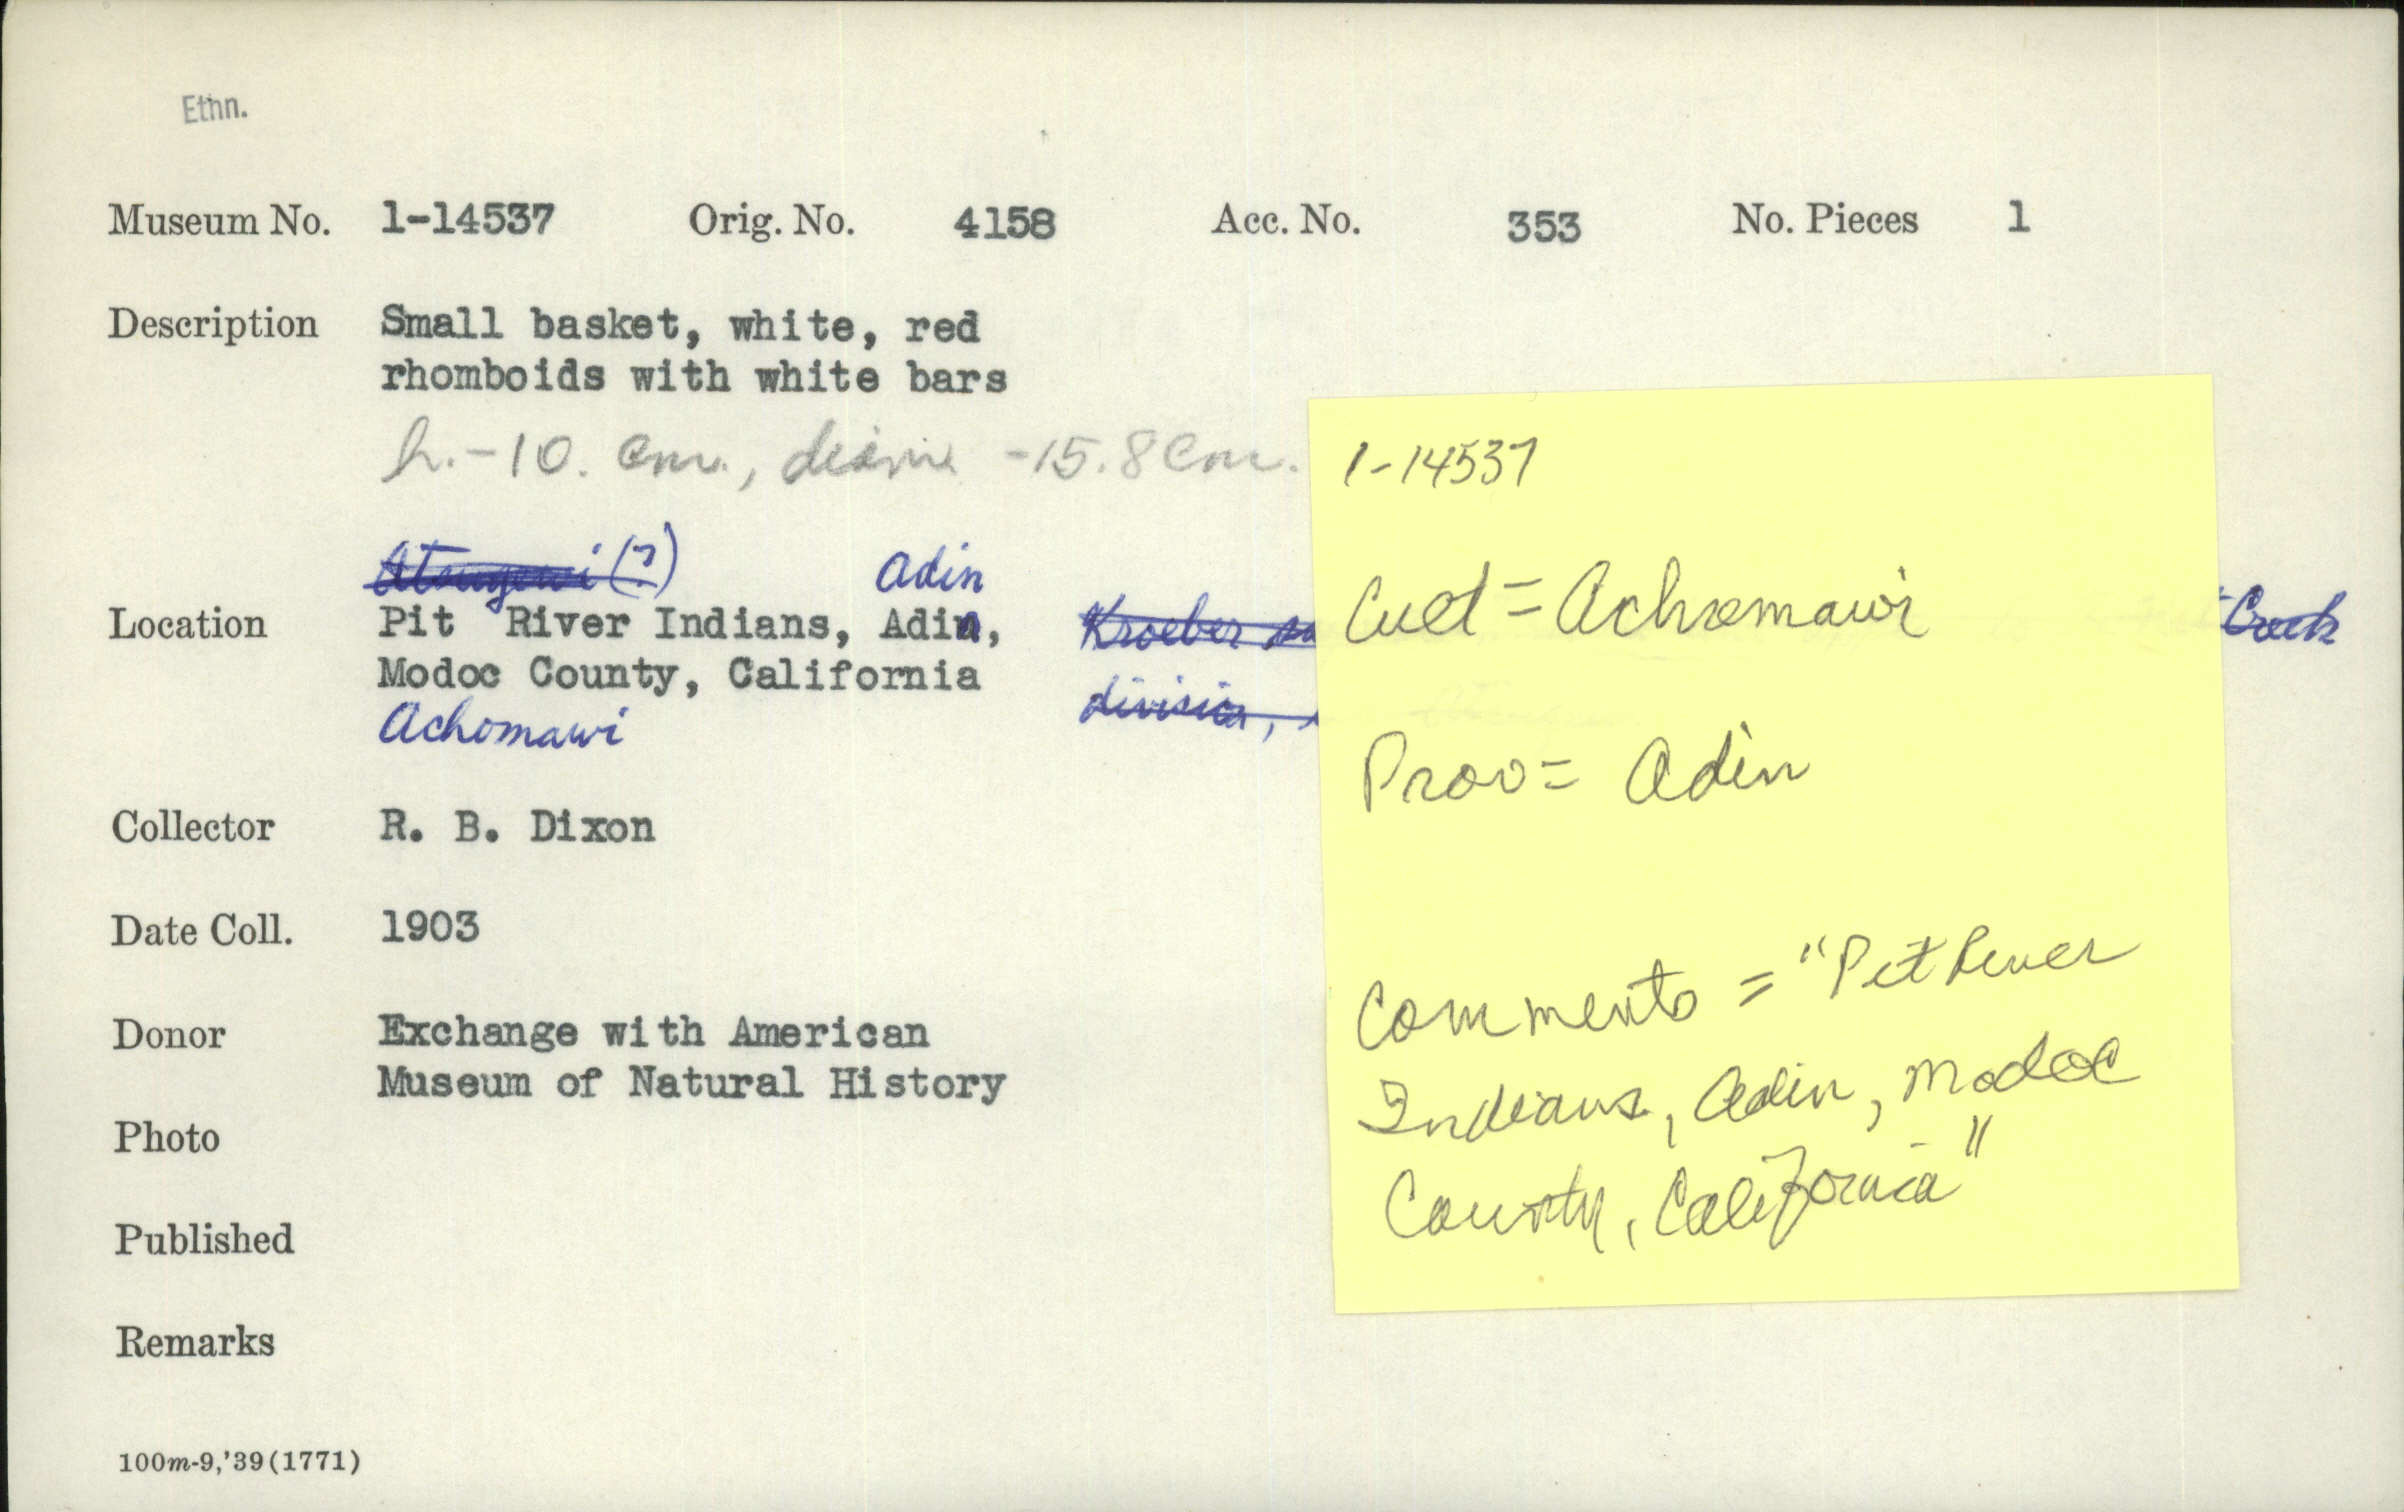 Ethn.
Museum No. 1-14537 Orig. No. 4158 Acc. No. 353 No. Pieces 1
Description Small basket, white, red
rhomboids with white bars
h.-10. cm., diam -15.8 cm.
Atsugewi (?) Adin
Location Pit River Indians, Adin, Kroeber Creek
Modoc County, California division,
Achomawi
Collector R. B. Dixon
Date Coll. 1903
Donor Exchange with American
Museum of Natural History
Photo
Published
Remarks
100m-9,'39(1771)
1-14537
Cult = Achomawi
Prov = Adin
Comments = "Pit River
Indians, Adin, Modoc
County, California"